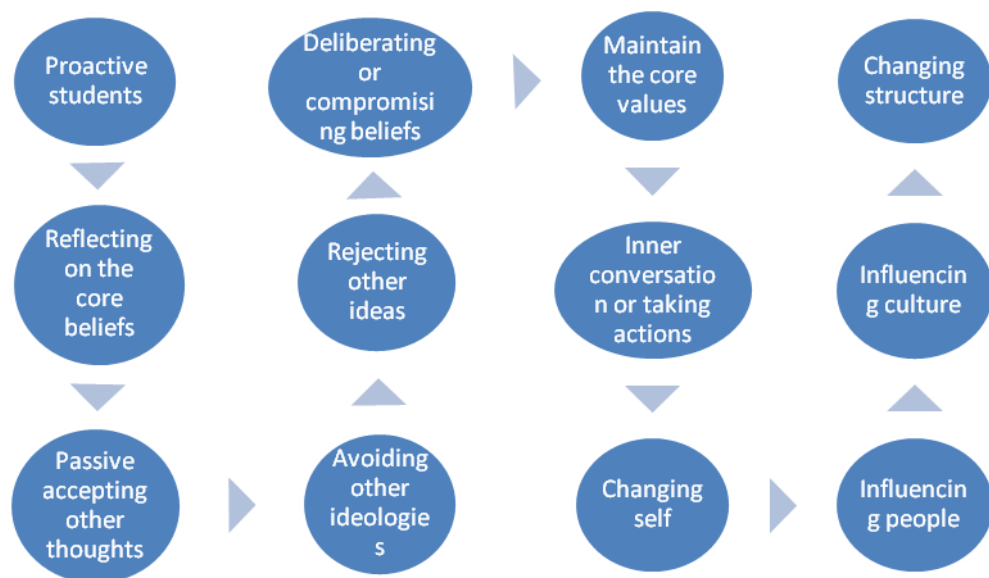 Proactive
students
Reflecting
on the
core
beliefs
Passive
accepting
other
thoughts
Avoiding
other
ideologie
s
Rejecting
other
ideas
Deliberating
or
compromisi
ng beliefs
Maintain
the core
values
Inner
conversatio
n or taking
actions
Changing
self
Influencin
g people
Influencin
g culture
Changing
structure